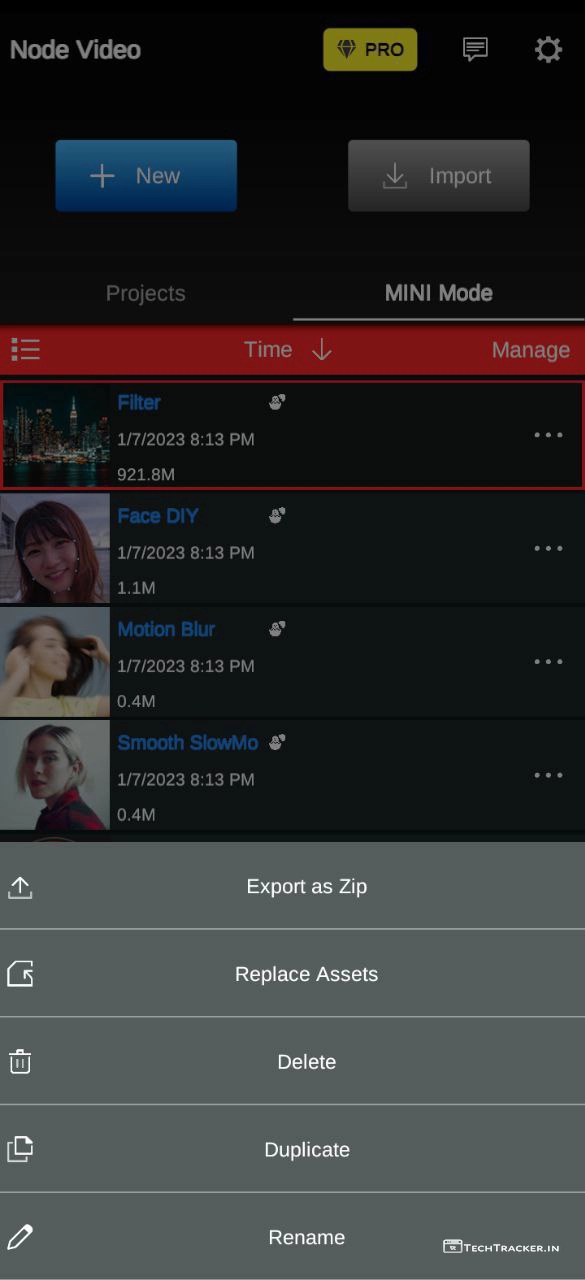 Node Video
PRO
New
Import
Projects
MINI Mode
Time
Manage
Filter
1/7/2023 8:13 PM
921.8M
Face DIY
1/7/2023 8:13 PM
1.1M
Motion Blur
1/7/2023 8:13 PM
0.4M
Smooth SlowMo
1/7/2023 8:13 PM
0.4M
Export as Zip
Replace Assets
Delete
Duplicate
Rename
TECHTRACKER.IN